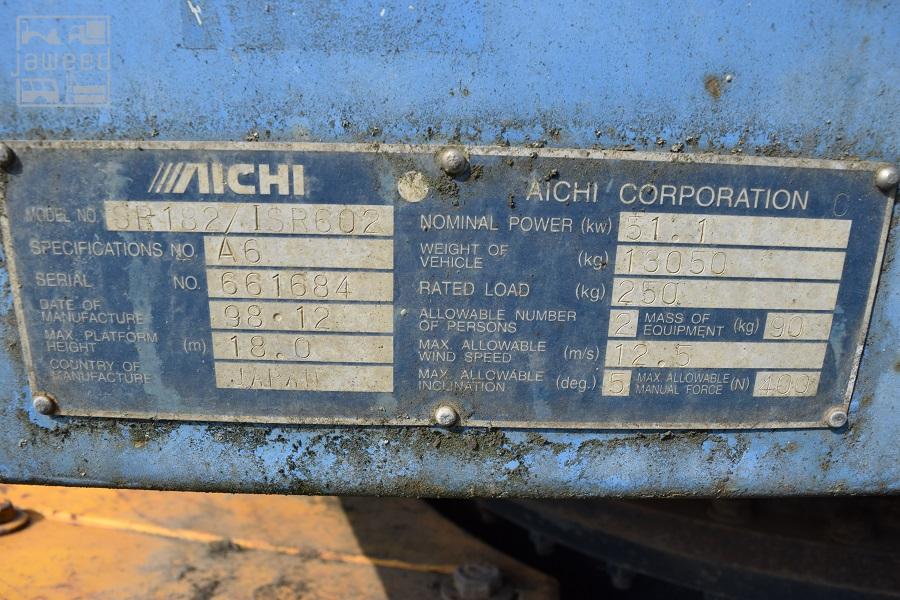 jaweed
AICHI
AICHI CORPORATION C
MODEL NO. SR182/ISR602
SPECIFICATIONS NO A6
SERIAL NO. 661684
DATE OF MANUFACTURE 98·12
MAX. PLATFORM HEIGHT (m) 18.0
COUNTRY OF MANUFACTURE JAPAN
NOMINAL POWER (kw) 51.1
WEIGHT OF VEHICLE (kg) 13050
RATED LOAD (kg) 250
ALLOWABLE NUMBER OF PERSONS 2 MASS OF EQUIPMENT (kg) 90
MAX. ALLOWABLE WIND SPEED (m/s) 12.5
MAX. ALLOWABLE INCLINATION (deg.) 5 MAX. ALLOWABLE MANUAL FORCE (N) 400